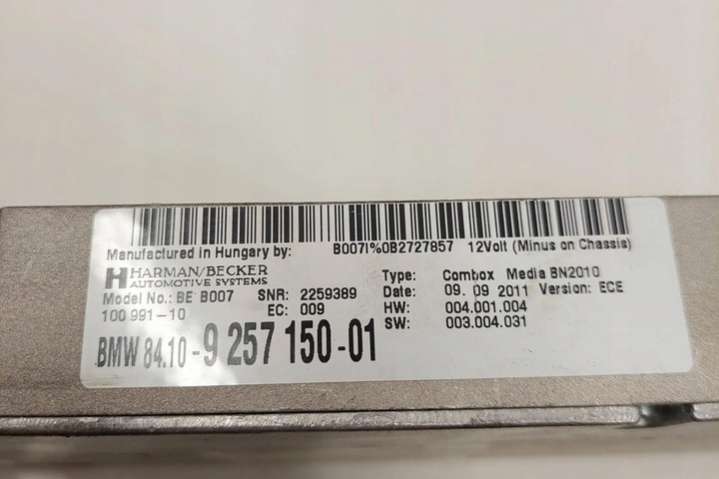 Manufactured in Hungary by: B007I%0B2727857 12Volt (Minus on Chassis)
HARMAN/BECKER
AUTOMOTIVE SYSTEMS
Model No.: BE B007 SNR: 2259389
100 991-10 EC: 009
Type: Combox Media BN2010
Date: 09. 09 2011 Version: ECE
HW: 004.001.004
SW: 003.004.031
BMW 84.10-9 257 150-01